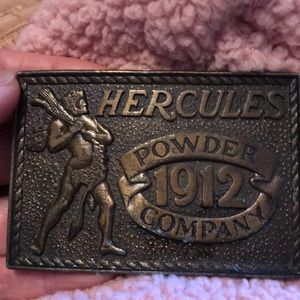 HERCULES
POWDER
1912
COMPANY